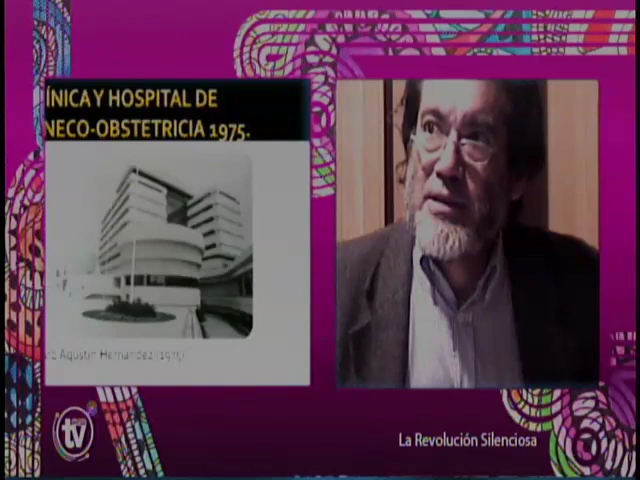 ÍNICA Y HOSPITAL DE
NECO-OBSTETRICIA 1975.
Agustín Hernández (1975)
tv
La Revolución Silenciosa